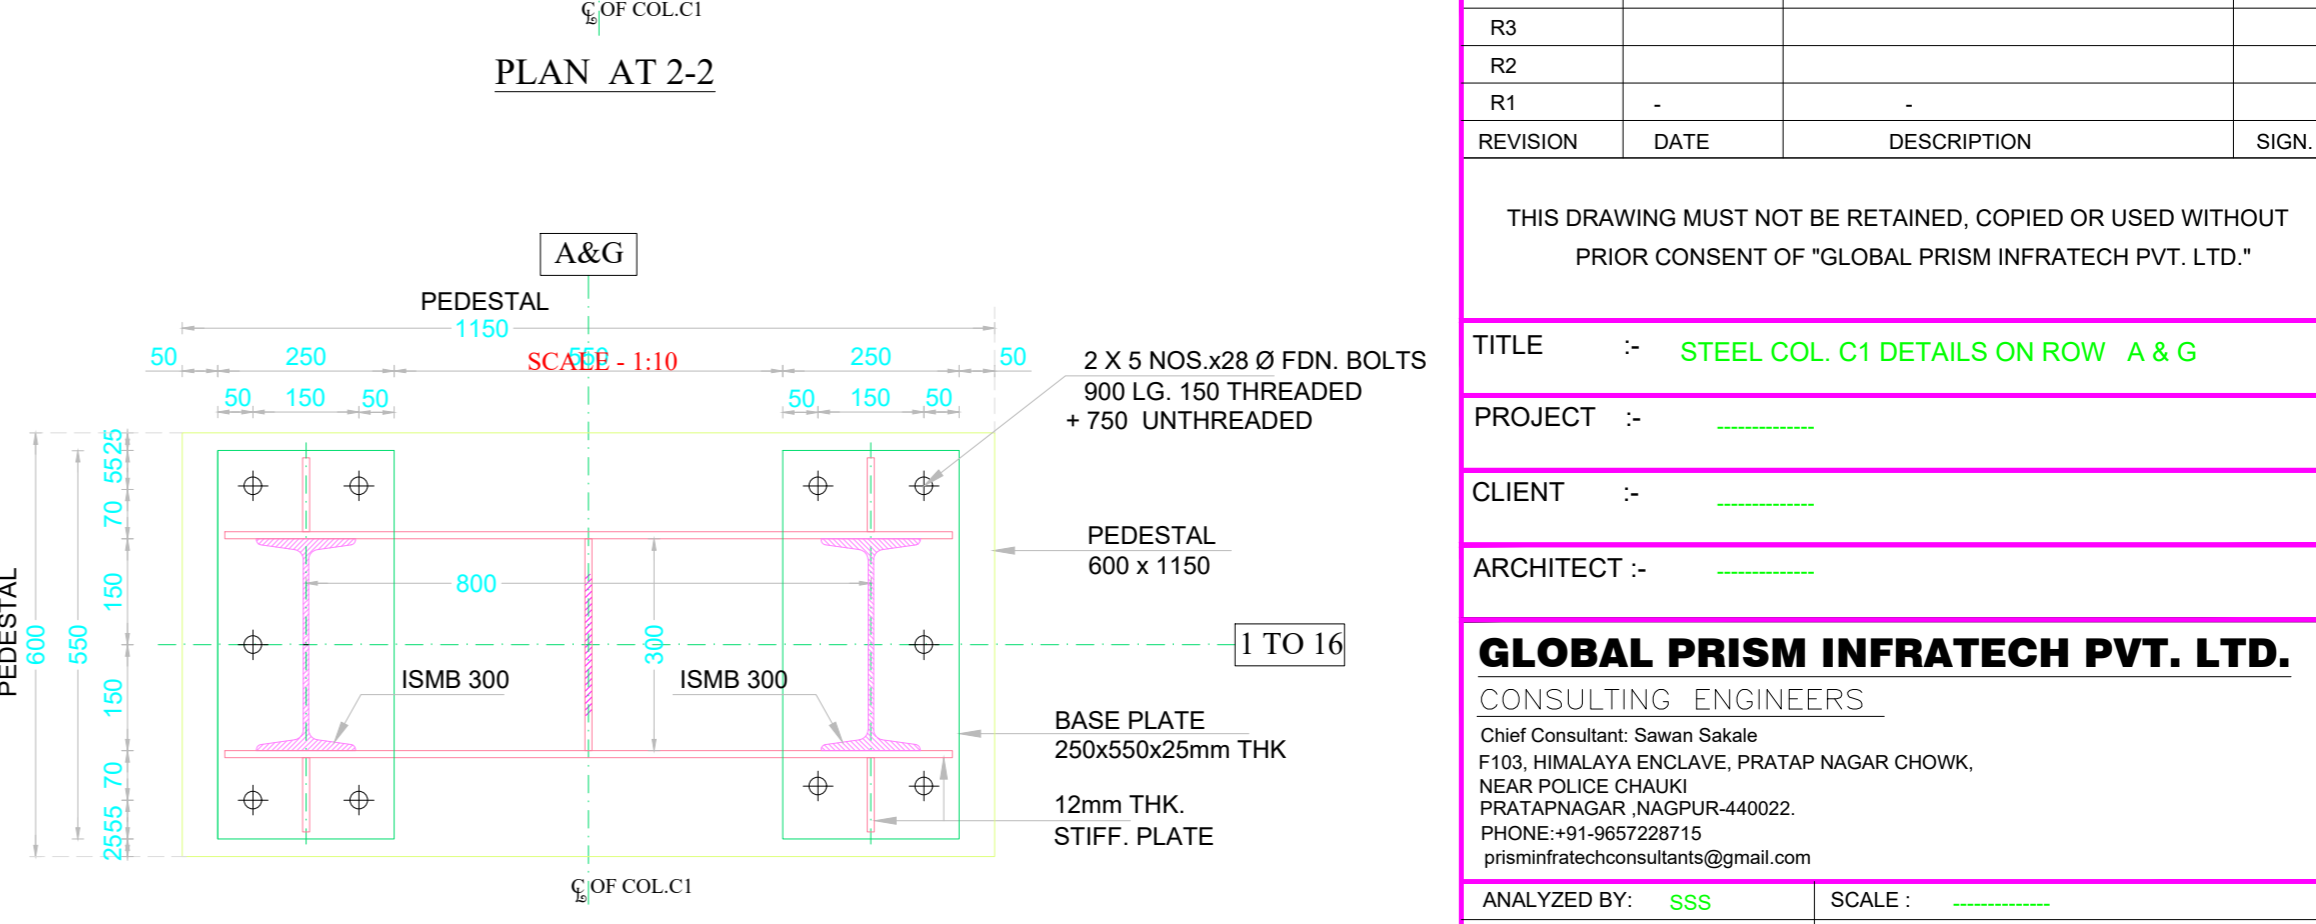 ℄ OF COL.C1
PLAN AT 2-2
A&G
PEDESTAL
1150
50 250 550 250 50
SCALE - 1:10
50 150 50 50 150 50
2 X 5 NOS.x28 Ø FDN. BOLTS
900 LG. 150 THREADED
+ 750 UNTHREADED
PEDESTAL
600
550
25
55
70
150
150
70
55
25
800
300
ISMB 300
ISMB 300
PEDESTAL
600 x 1150
1 TO 16
BASE PLATE
250x550x25mm THK
12mm THK.
STIFF. PLATE
℄ OF COL.C1
R3
R2
R1 - -
REVISION DATE DESCRIPTION SIGN.
THIS DRAWING MUST NOT BE RETAINED, COPIED OR USED WITHOUT
PRIOR CONSENT OF "GLOBAL PRISM INFRATECH PVT. LTD."
TITLE :- STEEL COL. C1 DETAILS ON ROW A & G
PROJECT :- --------------
CLIENT :- --------------
ARCHITECT :- --------------
GLOBAL PRISM INFRATECH PVT. LTD.
CONSULTING ENGINEERS
Chief Consultant: Sawan Sakale
F103, HIMALAYA ENCLAVE, PRATAP NAGAR CHOWK,
NEAR POLICE CHAUKI
PRATAPNAGAR ,NAGPUR-440022.
PHONE:+91-9657228715
prisminfratechconsultants@gmail.com
ANALYZED BY: SSS SCALE : --------------